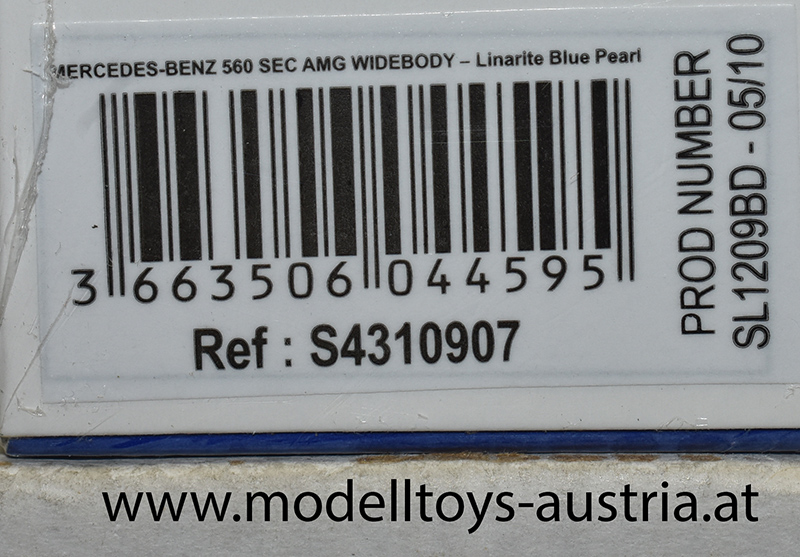 MERCEDES-BENZ 560 SEC AMG WIDEBODY – Linarite Blue Pearl
3 663506 044595
Ref : S4310907
PROD NUMBER
SL1209BD - 05/10
www.modelltoys-austria.at